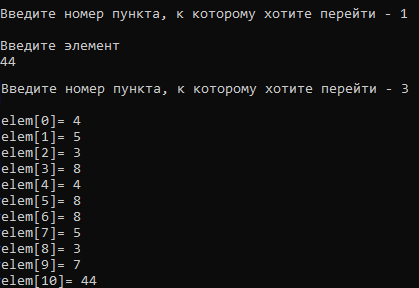 Введите номер пункта, к которому хотите перейти - 1
Введите элемент
44
Введите номер пункта, к которому хотите перейти - 3
elem[0]= 4
elem[1]= 5
elem[2]= 3
elem[3]= 8
elem[4]= 4
elem[5]= 8
elem[6]= 8
elem[7]= 5
elem[8]= 3
elem[9]= 7
elem[10]= 44